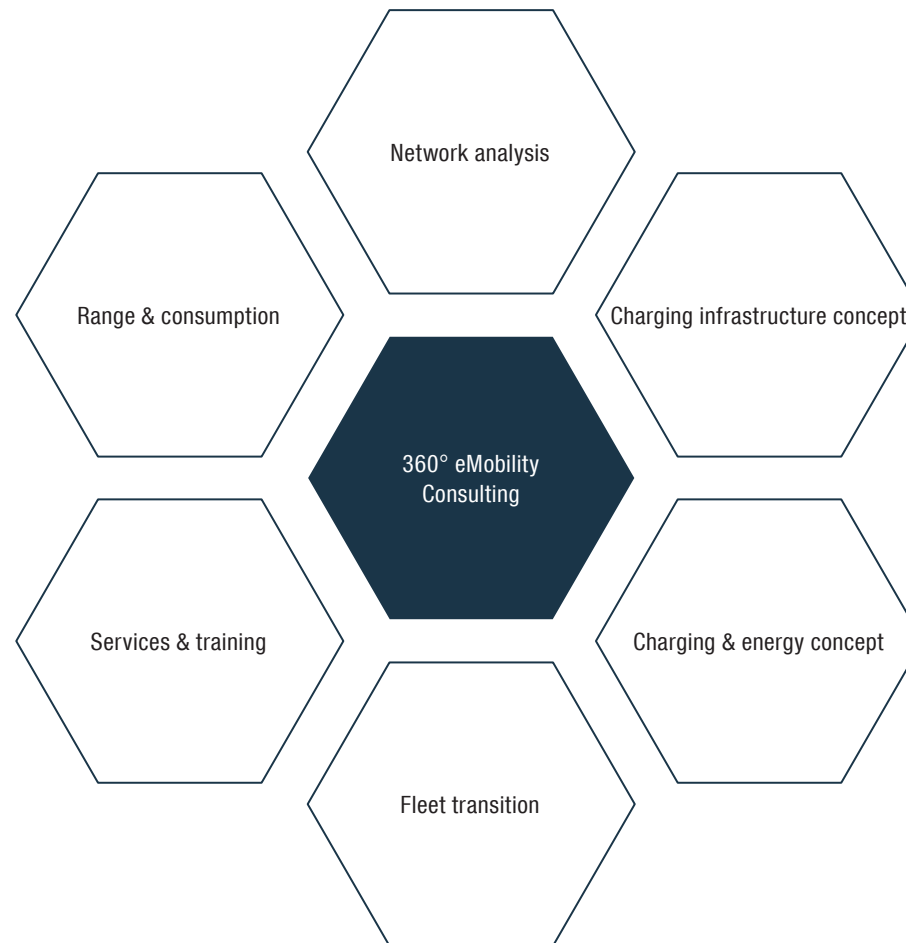 Network analysis
Range & consumption
Charging infrastructure concept
360° eMobility
Consulting
Services & training
Charging & energy concept
Fleet transition